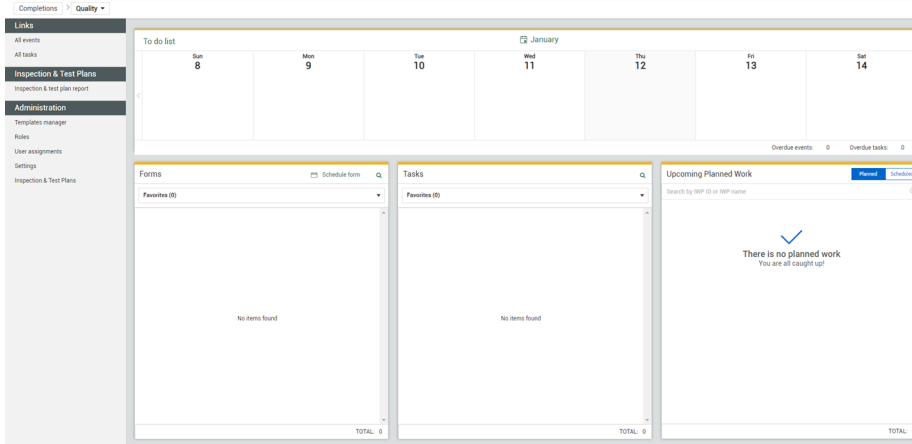 Completions > Quality
Links
All events
All tasks
Inspection & Test Plans
Inspection & test plan report
Administration
Templates manager
Roles
User assignments
Settings
Inspection & Test Plans
To do list
January
Sun Mon Tue Wed Thu Fri Sat
8 9 10 11 12 13 14
Overdue events: 0 Overdue tasks: 0
Forms
Schedule form
Favorites (0)
No items found
TOTAL: 0
Tasks
Favorites (0)
No items found
TOTAL: 0
Upcoming Planned Work
Planned Scheduled
Search by IWP ID or IWP name
There is no planned work
You are all caught up!
TOTAL: